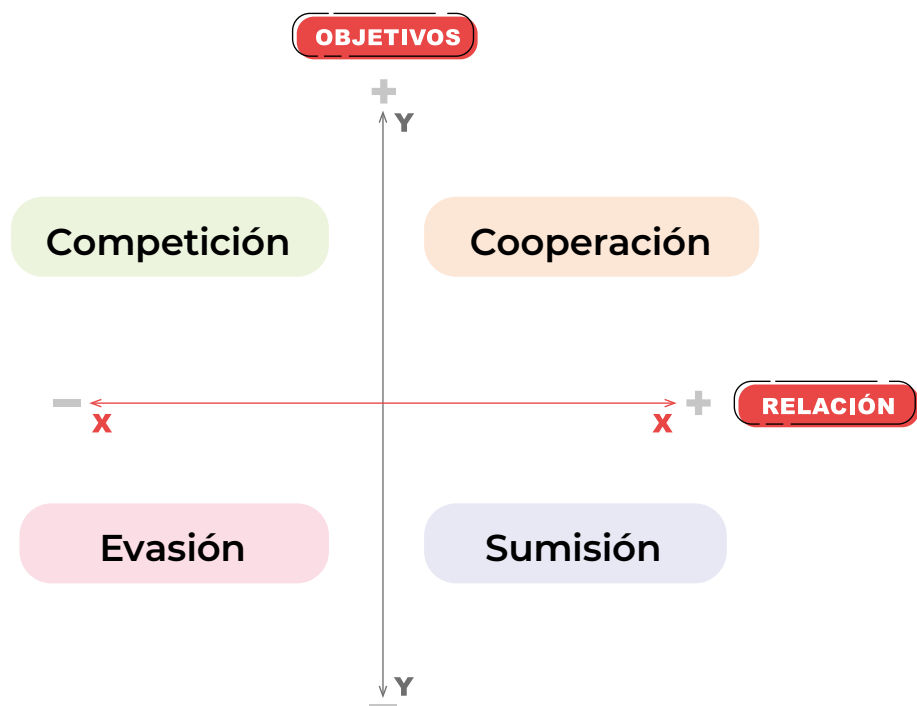 OBJETIVOS
+
Y
Competición
Cooperación
−
X
X
+
RELACIÓN
Evasión
Sumisión
Y
−